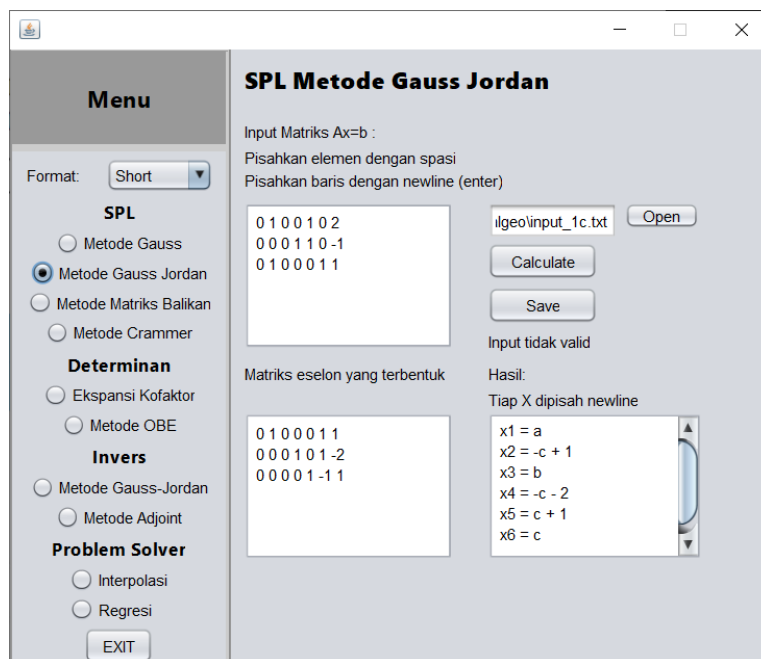 Menu
Format: Short
SPL
Metode Gauss
Metode Gauss Jordan
Metode Matriks Balikan
Metode Crammer
Determinan
Ekspansi Kofaktor
Metode OBE
Invers
Metode Gauss-Jordan
Metode Adjoint
Problem Solver
Interpolasi
Regresi
EXIT
SPL Metode Gauss Jordan
Input Matriks Ax=b :
Pisahkan elemen dengan spasi
Pisahkan baris dengan newline (enter)
0 1 0 0 1 0 2
0 0 0 1 1 0 -1
0 1 0 0 0 1 1
ılgeo\input_1c.txt
Open
Calculate
Save
Input tidak valid
Matriks eselon yang terbentuk
0 1 0 0 0 1 1
0 0 0 1 0 1 -2
0 0 0 0 1 -1 1
Hasil:
Tiap X dipisah newline
x1 = a
x2 = -c + 1
x3 = b
x4 = -c - 2
x5 = c + 1
x6 = c